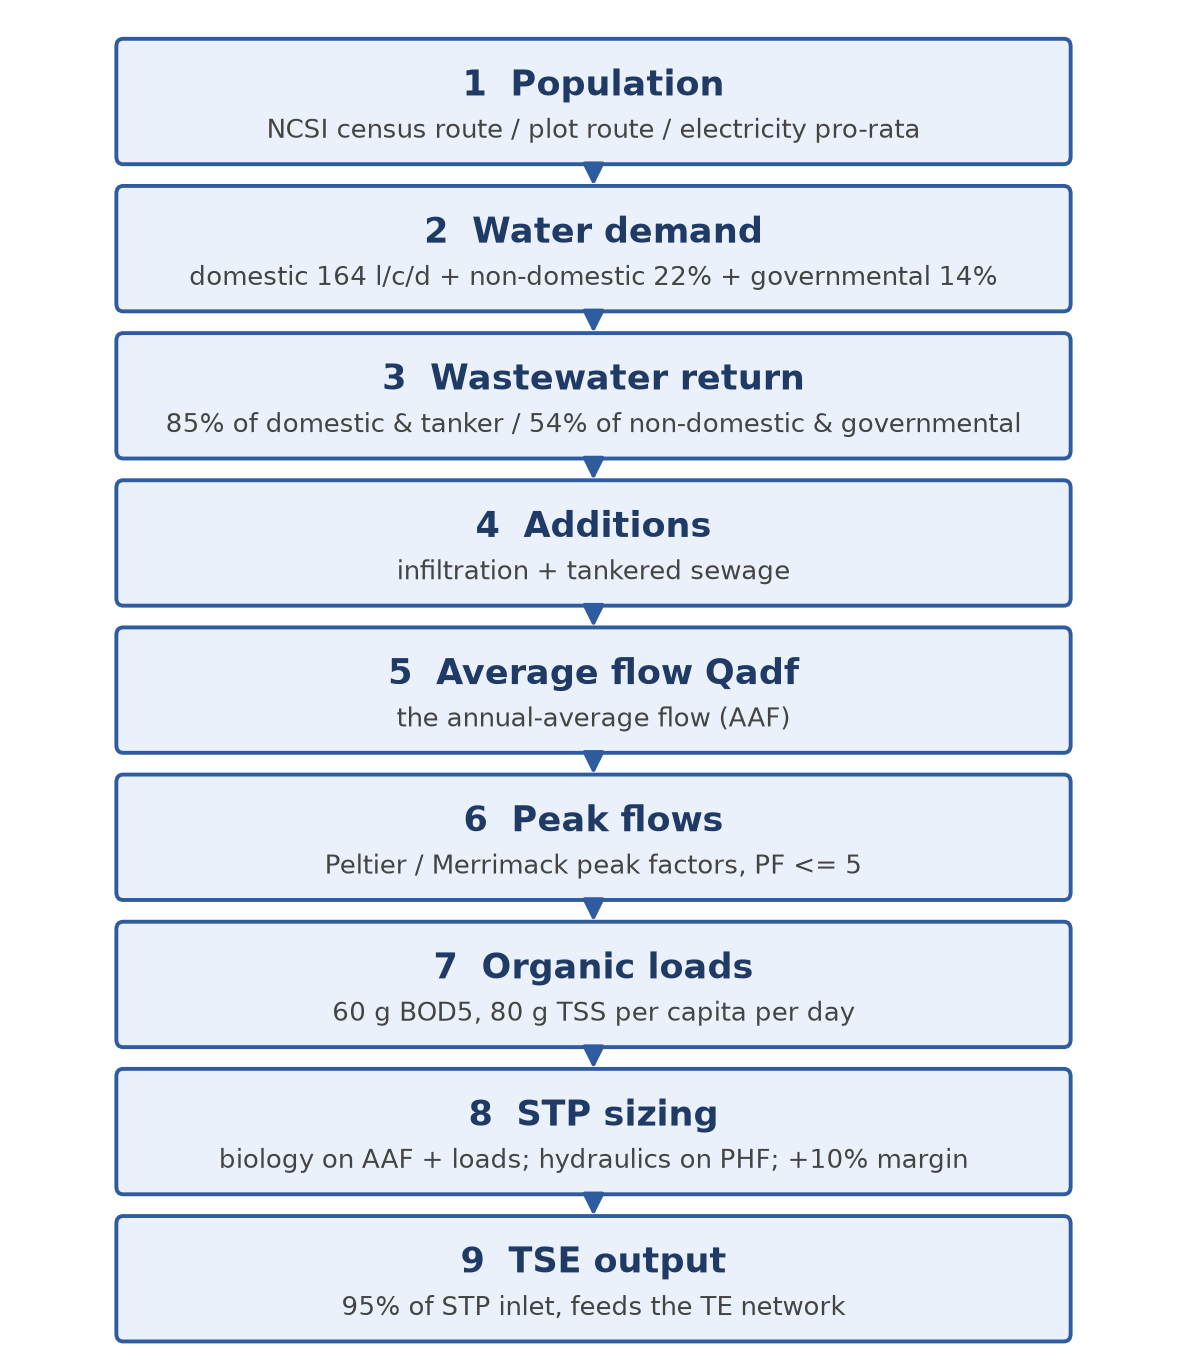 1 Population
NCSI census route / plot route / electricity pro-rata
2 Water demand
domestic 164 l/c/d + non-domestic 22% + governmental 14%
3 Wastewater return
85% of domestic & tanker / 54% of non-domestic & governmental
4 Additions
infiltration + tankered sewage
5 Average flow Qadf
the annual-average flow (AAF)
6 Peak flows
Peltier / Merrimack peak factors, PF <= 5
7 Organic loads
60 g BOD5, 80 g TSS per capita per day
8 STP sizing
biology on AAF + loads; hydraulics on PHF; +10% margin
9 TSE output
95% of STP inlet, feeds the TE network